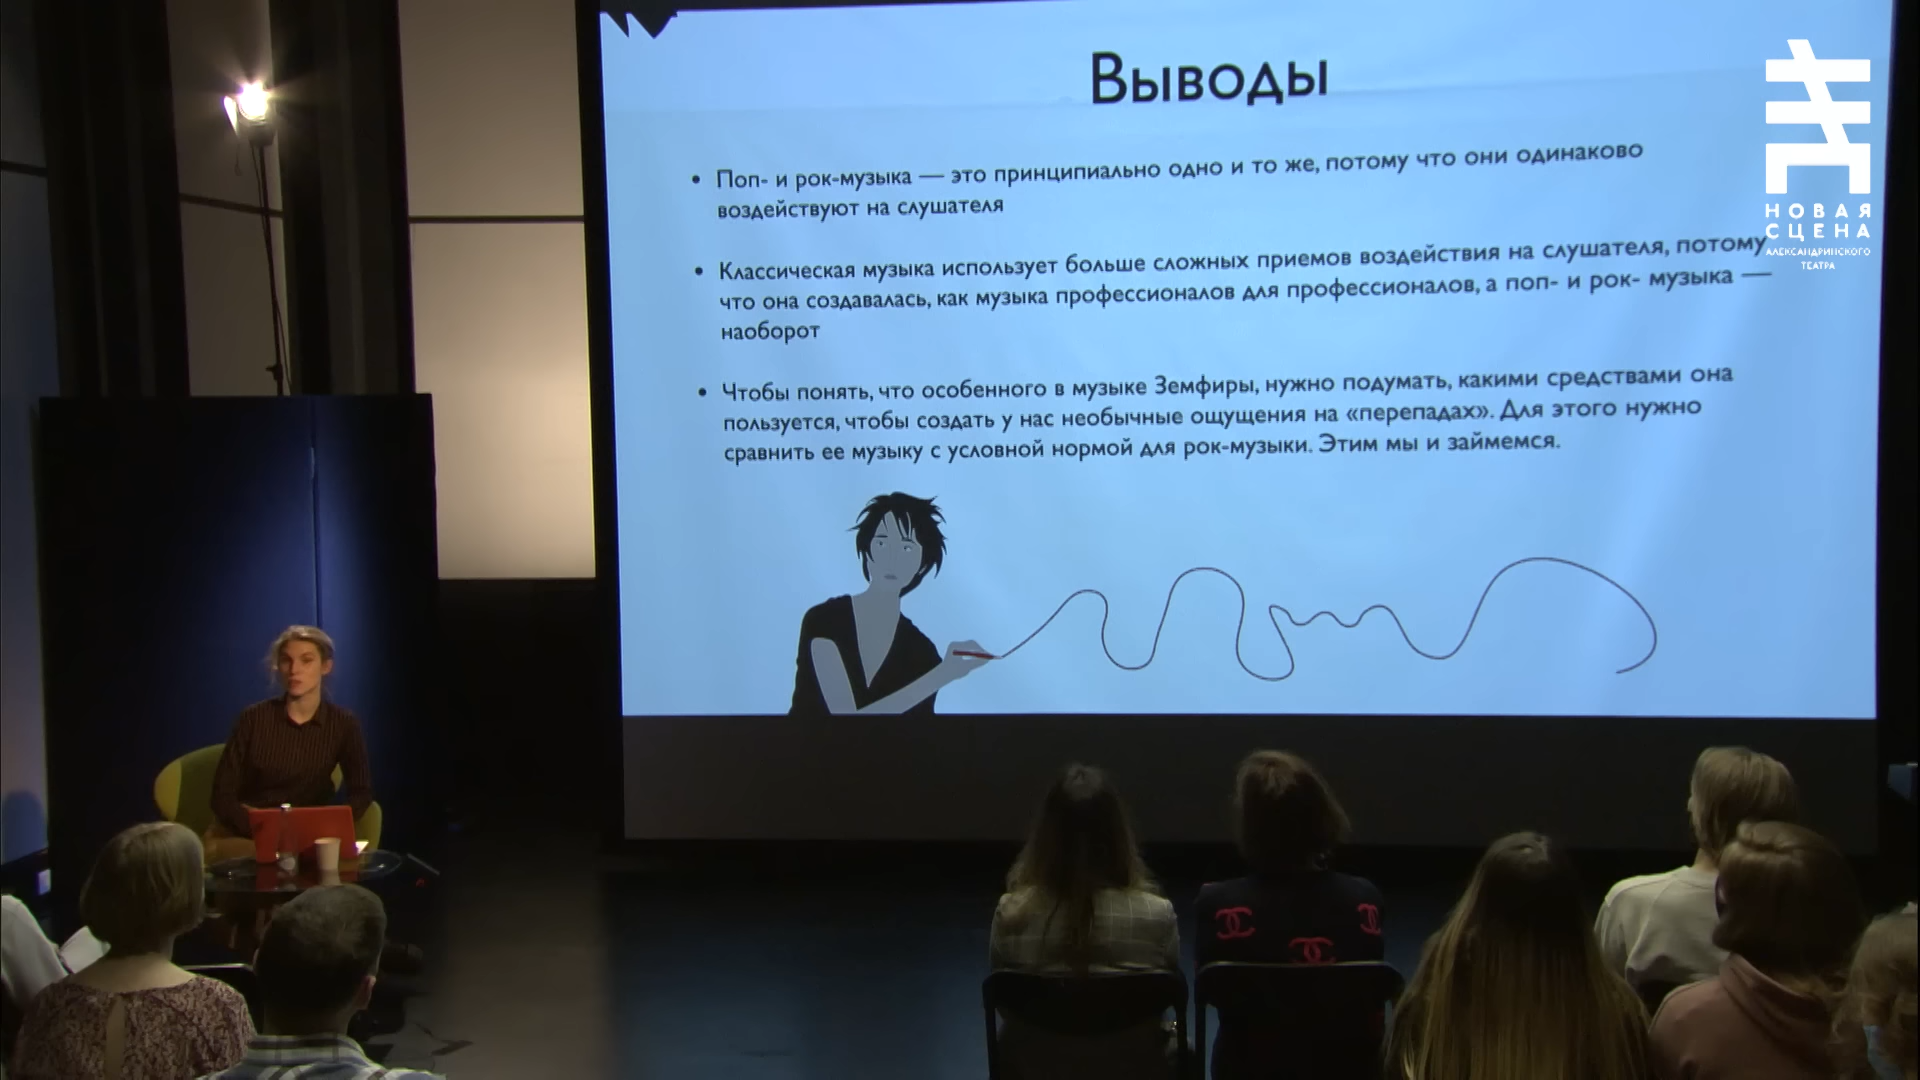 Выводы
• Поп- и рок-музыка — это принципиально одно и то же, потому что они одинаково
воздействуют на слушателя
• Классическая музыка использует больше сложных приемов воздействия на слушателя, потому
что она создавалась, как музыка профессионалов для профессионалов, а поп- и рок- музыка —
наоборот
• Чтобы понять, что особенного в музыке Земфиры, нужно подумать, какими средствами она
пользуется, чтобы создать у нас необычные ощущения на «перепадах». Для этого нужно
сравнить ее музыку с условной нормой для рок-музыки. Этим мы и займемся.
НОВАЯ
СЦЕНА
АЛЕКСАНДРИНСКОГО
ТЕАТРА